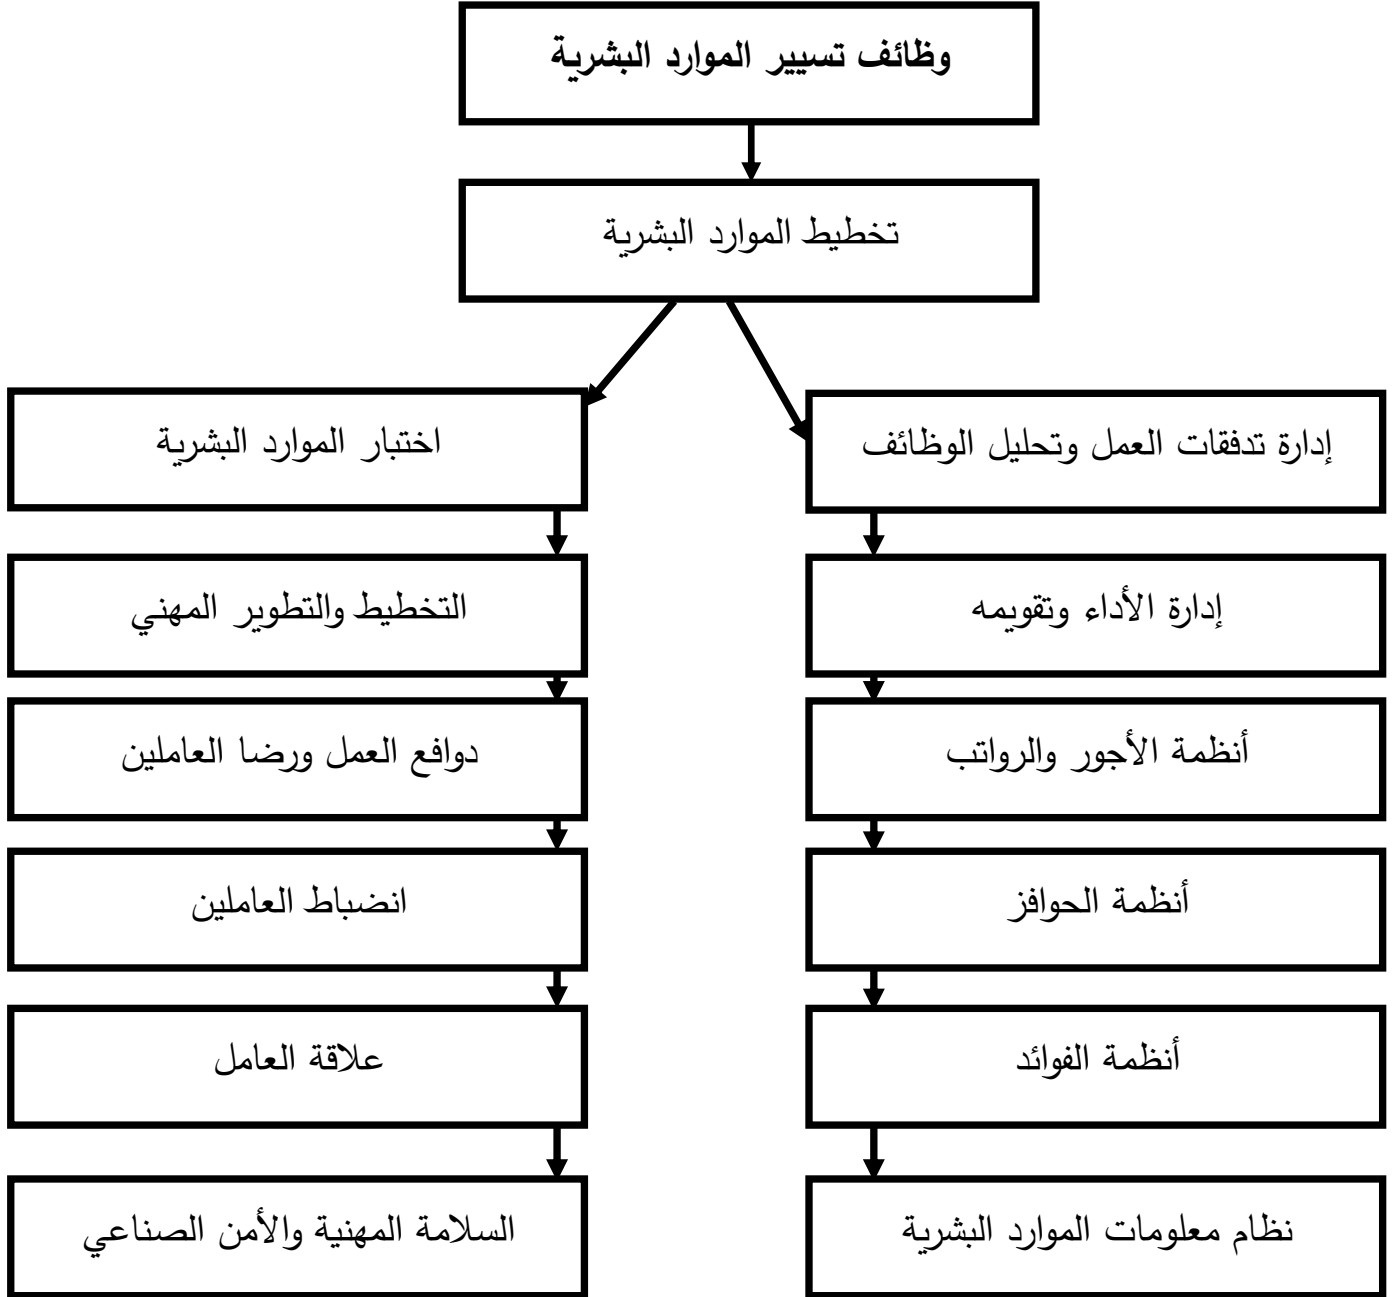 وظائف تسيير الموارد البشرية
تخطيط الموارد البشرية
إدارة تدفقات العمل وتحليل الوظائف
اختبار الموارد البشرية
إدارة الأداء وتقويمه
التخطيط والتطوير المهني
أنظمة الأجور والرواتب
دوافع العمل ورضا العاملين
أنظمة الحوافز
انضباط العاملين
أنظمة الفوائد
علاقة العامل
نظام معلومات الموارد البشرية
السلامة المهنية والأمن الصناعي